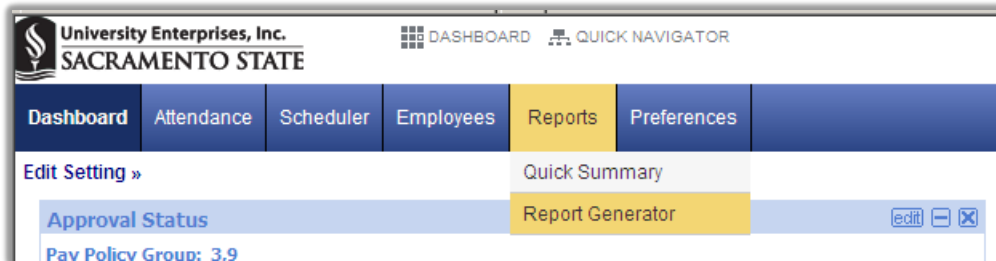 University Enterprises, Inc.
SACRAMENTO STATE
DASHBOARD QUICK NAVIGATOR
Dashboard Attendance Scheduler Employees Reports Preferences
Edit Setting »
Quick Summary
Report Generator
Approval Status
edit
Pay Policy Group: 3,9